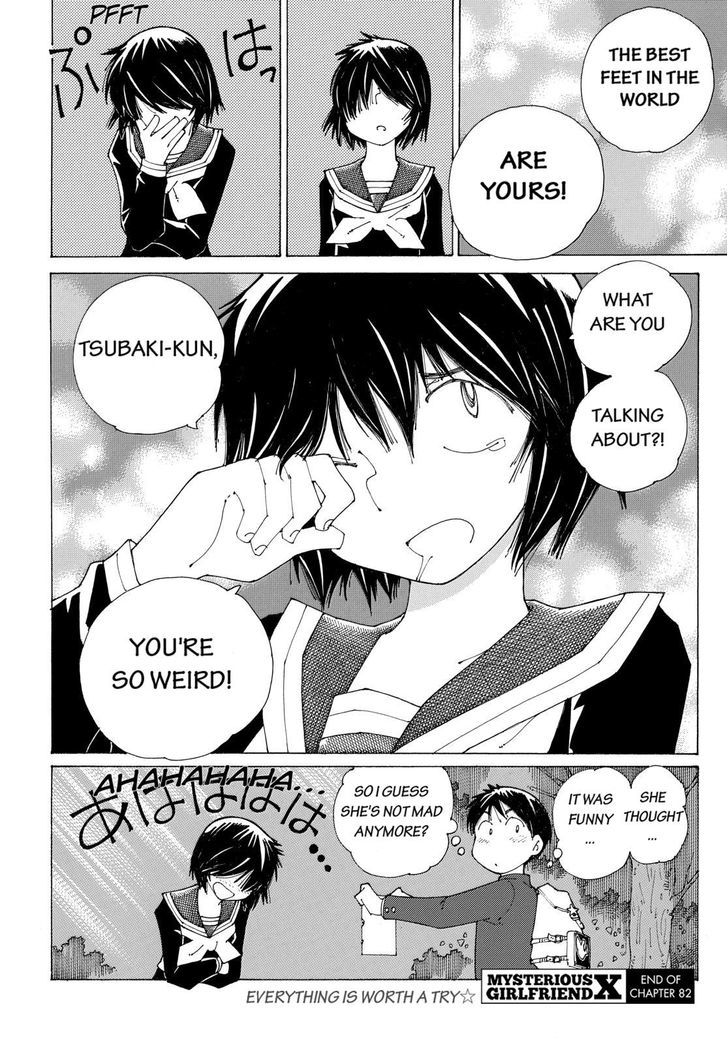 THE BEST
FEET IN THE
WORLD
ARE
YOURS!
はっ
PFFT
ぷ
WHAT
ARE YOU
TALKING
ABOUT?!
TSUBAKI-KUN,
YOU'RE
SO WEIRD!
SHE
THOUGHT
...
IT WAS
FUNNY
...
SO I GUESS
SHE'S NOT MAD
ANYMORE?
AHAHAHAHA...
あはははは...
EVERYTHING IS WORTH A TRY☆
MYSTERIOUS
GIRLFRIEND X
END OF
CHAPTER 82